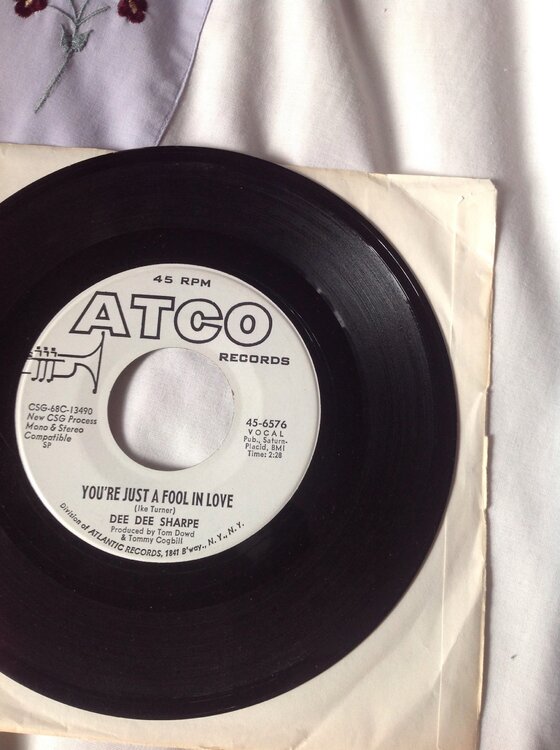 45 RPM
ATCO
RECORDS
CSG-68C-13490
New CSG Process
Mono & Stereo
Compatible
SP
45-6576
VOCAL
Pub., Saturn-
Placid, BMI
Time: 2:28
YOU'RE JUST A FOOL IN LOVE
(Ike Turner)
DEE DEE SHARPE
Produced by Tom Dowd
& Tommy Cogbill
Division of ATLANTIC RECORDS, 1841 B'way., N.Y., N.Y.